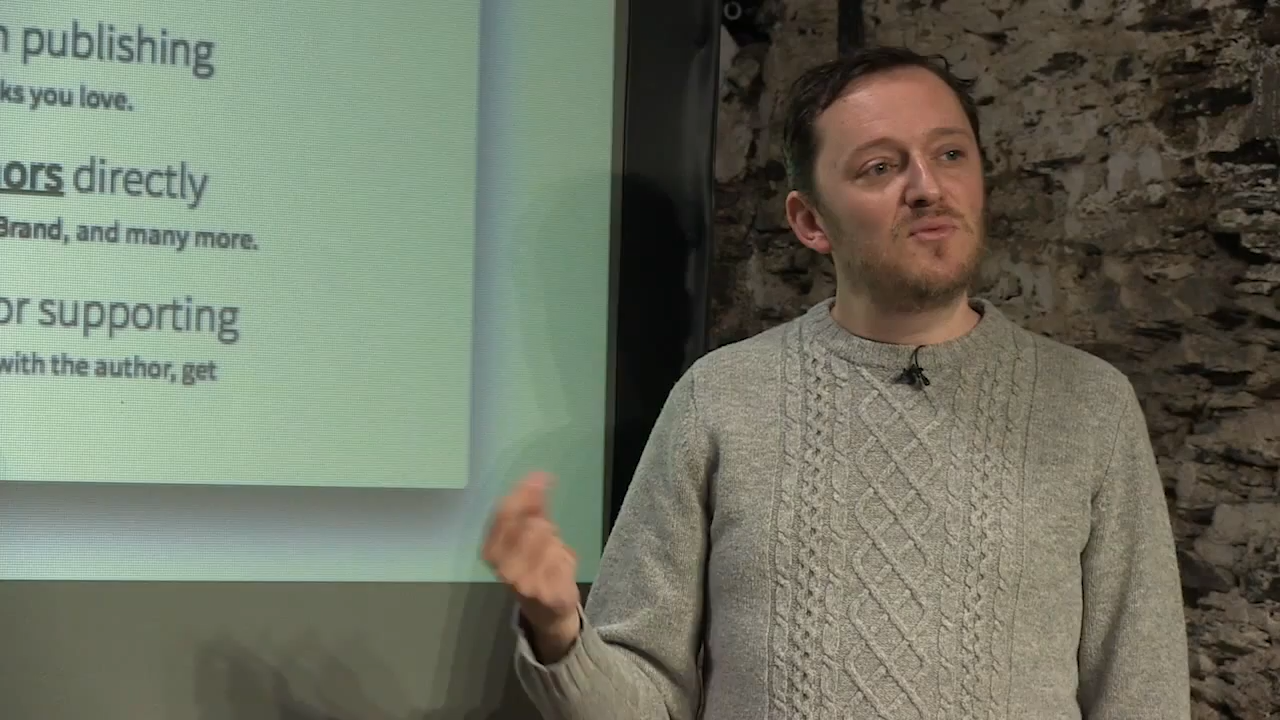 publishing
ks you love.
ors directly
Brand, and many more.
or supporting
with the author, get